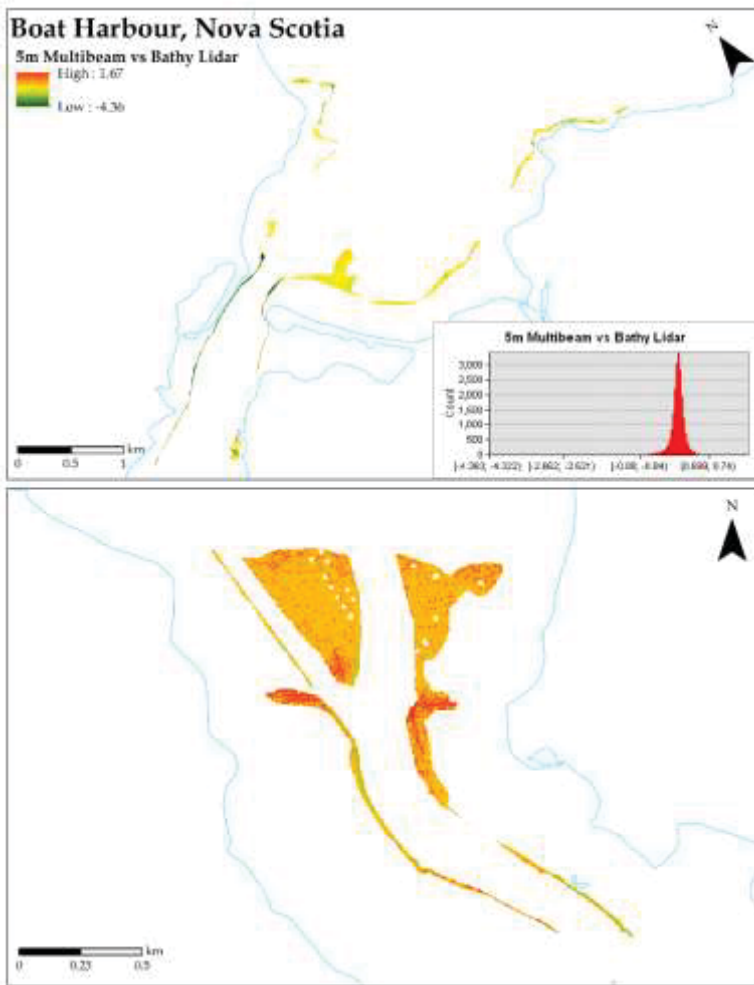 Boat Harbour, Nova Scotia
N
5m Multibeam vs Bathy Lidar
High : 1.67
Low : -4.36
5m Multibeam vs Bathy Lidar
3,000
2,500
2,000
1,500
1,000
500
0
Count
km
0 0.5 1
N
km
0 0.25 0.5